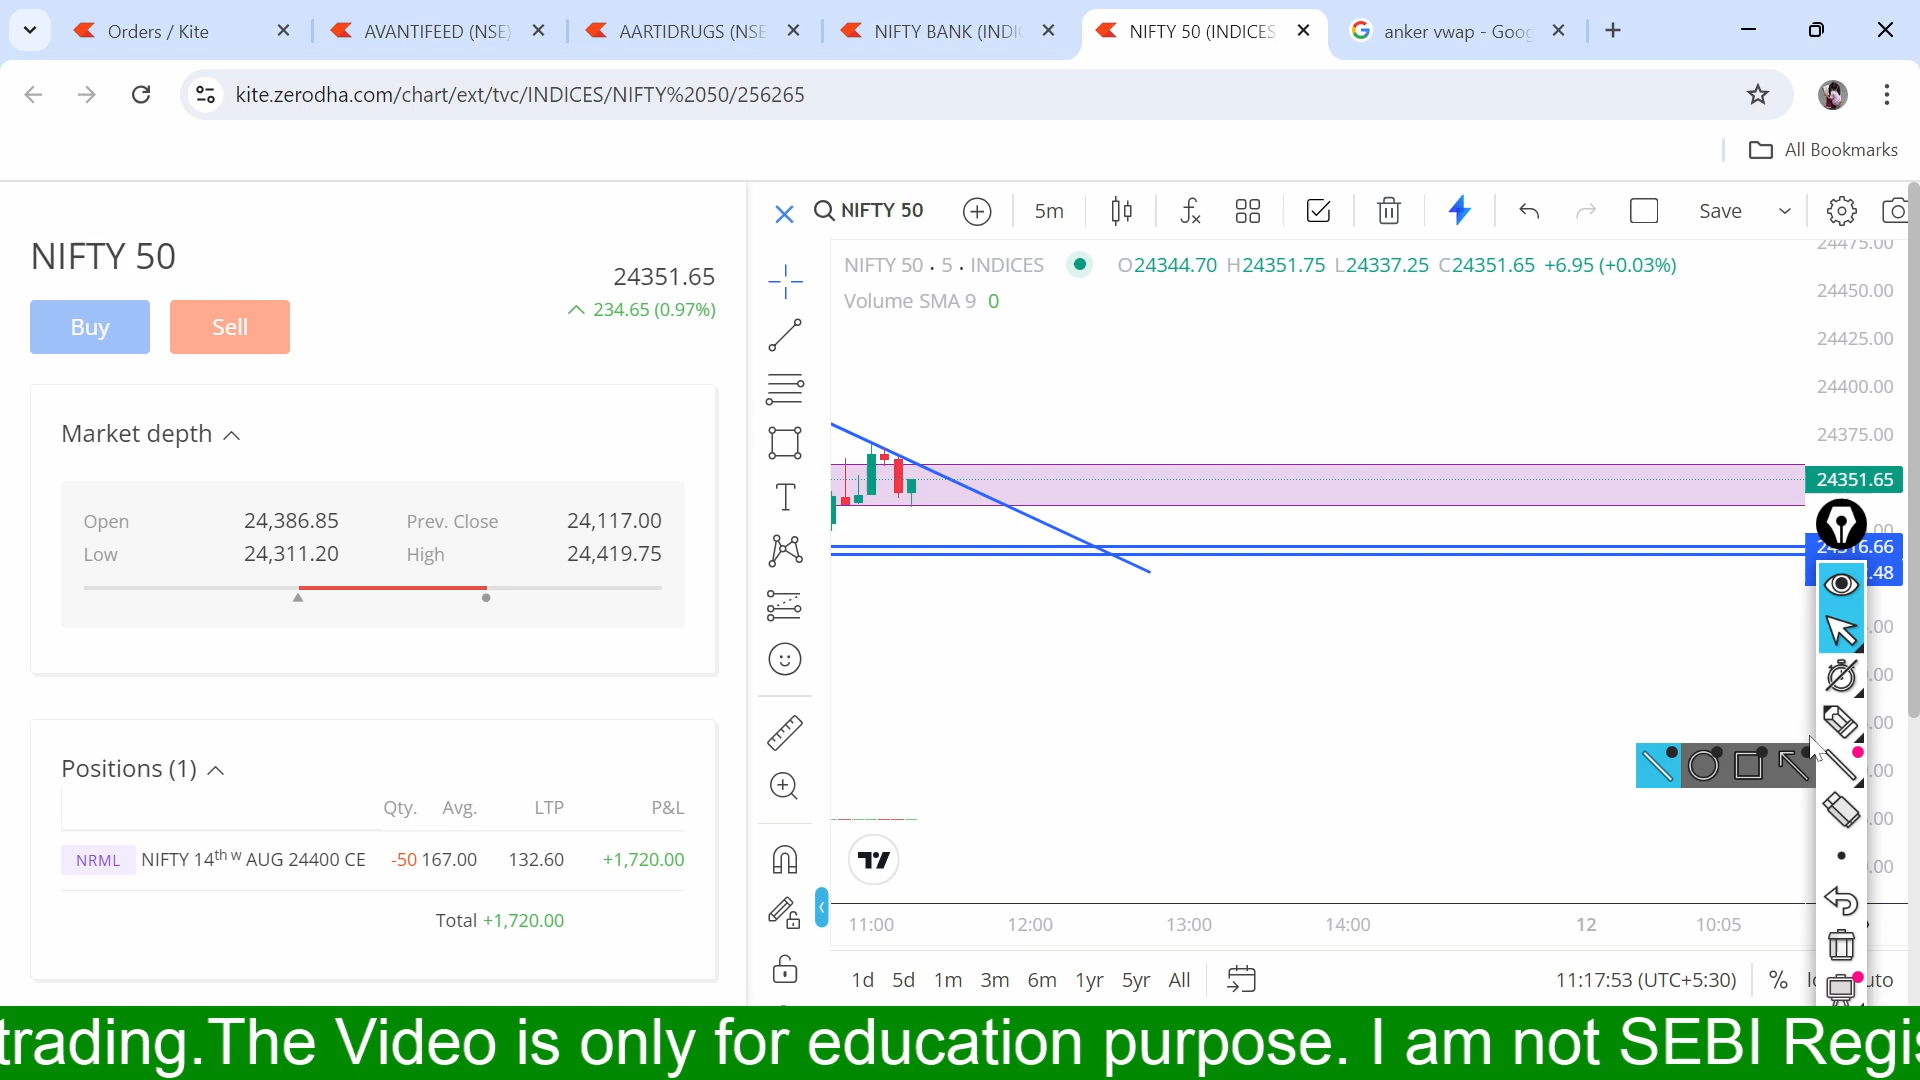 Orders / Kite
AVANTIFEED (NSE)
AARTIDRUGS (NSE
NIFTY BANK (INDI
NIFTY 50 (INDICES
anker vwap - Goog
kite.zerodha.com/chart/ext/tvc/INDICES/NIFTY%2050/256265
All Bookmarks
NIFTY 50
24351.65
234.65 (0.97%)
Buy
Sell
Market depth
Open 24,386.85 Prev. Close 24,117.00
Low 24,311.20 High 24,419.75
Positions (1)
Qty. Avg. LTP P&L
NRML NIFTY 14th w AUG 24400 CE -50 167.00 132.60 +1,720.00
Total +1,720.00
NIFTY 50
5m
Save
NIFTY 50 . 5 . INDICES O24344.70 H24351.75 L24337.25 C24351.65 +6.95 (+0.03%)
Volume SMA 9 0
24475.00
24450.00
24425.00
24400.00
24375.00
24351.65
.48
11:00 12:00 13:00 14:00 12 10:05
1d 5d 1m 3m 6m 1yr 5yr All
11:17:53 (UTC+5:30) %
trading.The Video is only for education purpose. I am not SEBI Regis